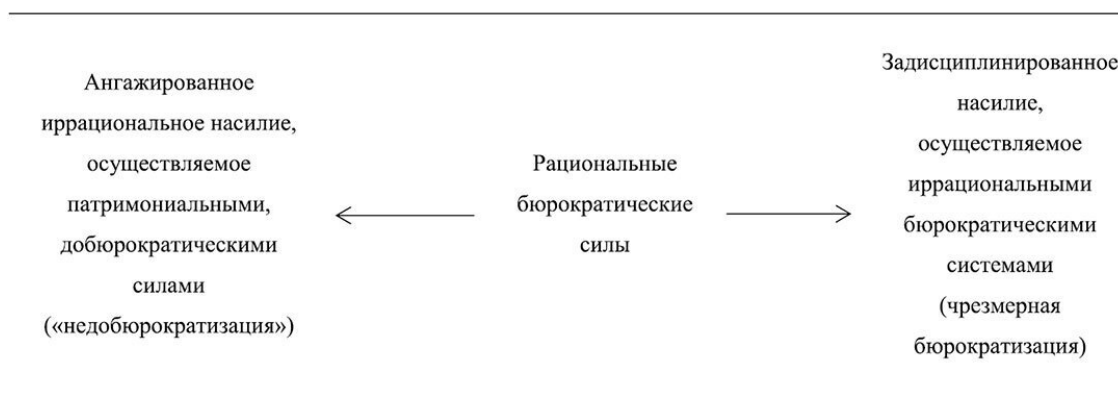 Ангажированное
иррациональное насилие,
осуществляемое
патримониальными,
добюрократическими
силами
(«недобюрократизация»)
Рациональные
бюрократические
силы
Задисциплинированное
насилие,
осуществляемое
иррациональными
бюрократическими
системами
(чрезмерная
бюрократизация)